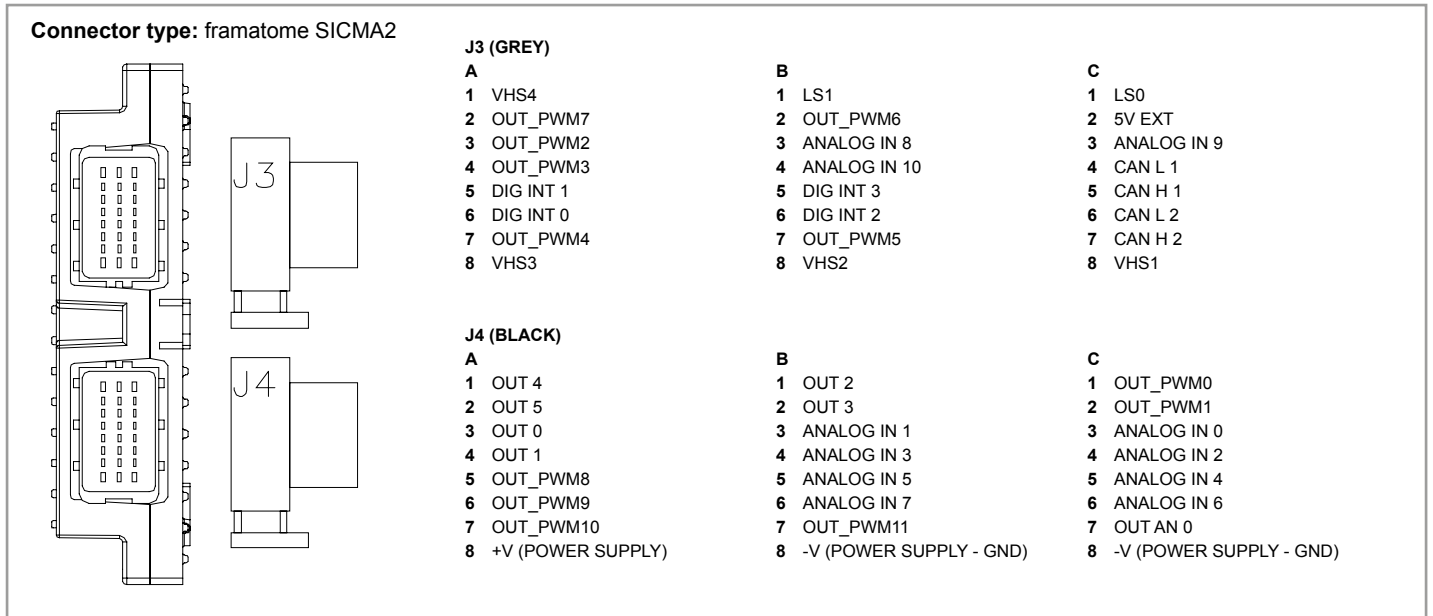 Connector type: framatome SICMA2
J3 (GREY)
A B C
1 VHS4 1 LS1 1 LS0
2 OUT_PWM7 2 OUT_PWM6 2 5V EXT
3 OUT_PWM2 3 ANALOG IN 8 3 ANALOG IN 9
4 OUT_PWM3 4 ANALOG IN 10 4 CAN L 1
5 DIG INT 1 5 DIG INT 3 5 CAN H 1
6 DIG INT 0 6 DIG INT 2 6 CAN L 2
7 OUT_PWM4 7 OUT_PWM5 7 CAN H 2
8 VHS3 8 VHS2 8 VHS1
J3
J4 (BLACK)
A B C
1 OUT 4 1 OUT 2 1 OUT_PWM0
2 OUT 5 2 OUT 3 2 OUT_PWM1
3 OUT 0 3 ANALOG IN 1 3 ANALOG IN 0
4 OUT 1 4 ANALOG IN 3 4 ANALOG IN 2
5 OUT_PWM8 5 ANALOG IN 5 5 ANALOG IN 4
6 OUT_PWM9 6 ANALOG IN 7 6 ANALOG IN 6
7 OUT_PWM10 7 OUT_PWM11 7 OUT AN 0
8 +V (POWER SUPPLY) 8 -V (POWER SUPPLY - GND) 8 -V (POWER SUPPLY - GND)
J4